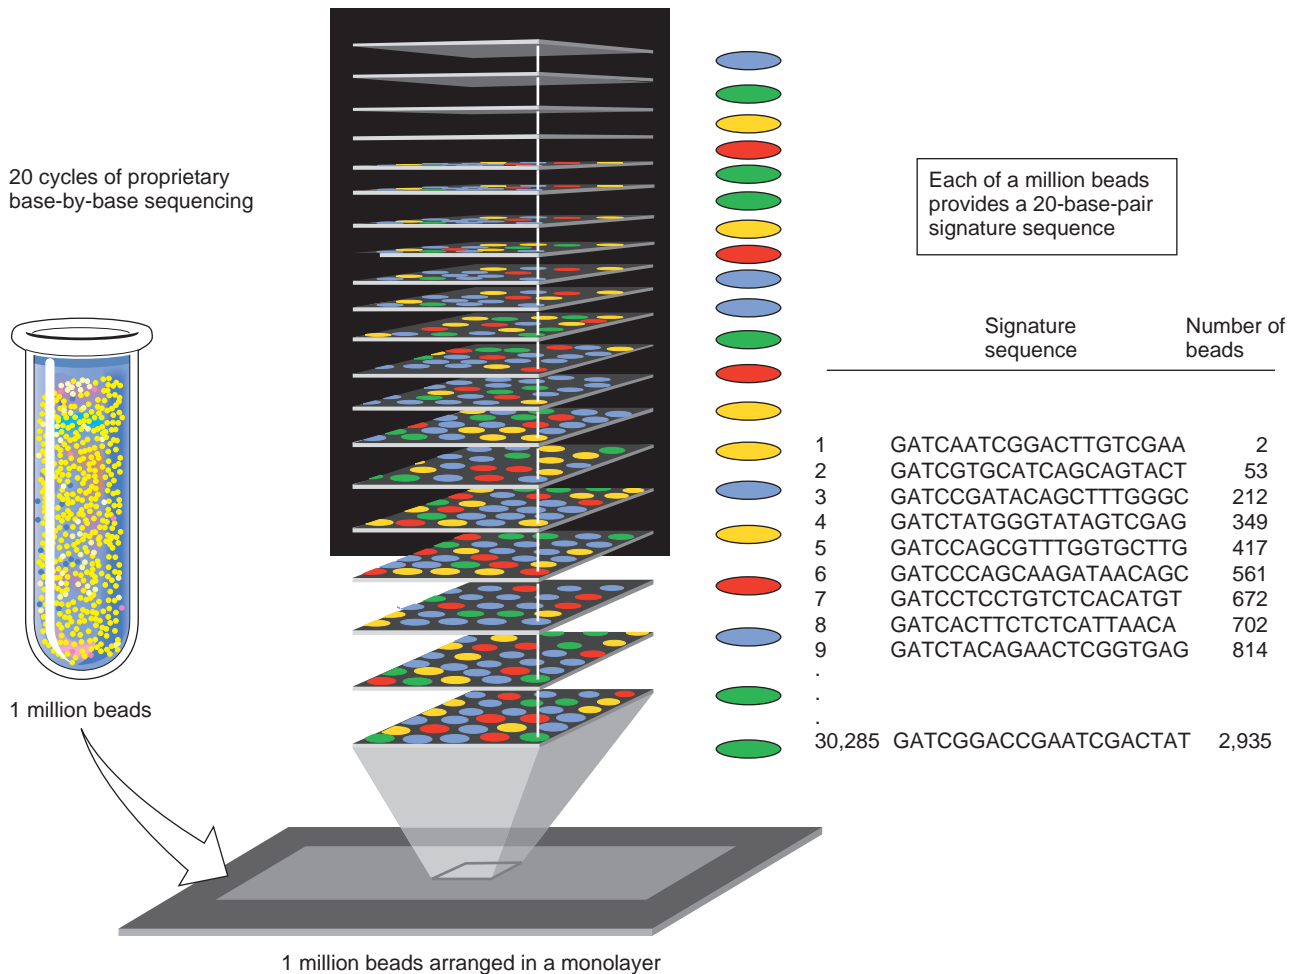 20 cycles of proprietary
base-by-base sequencing
1 million beads
1 million beads arranged in a monolayer
Each of a million beads
provides a 20-base-pair
signature sequence
Signature sequence Number of beads
1 GATCAATCGGACTTGTCGAA 2
2 GATCGTGCATCAGCAGTACT 53
3 GATCCGATACAGCTTTGGGC 212
4 GATCTATGGGTATAGTCGAG 349
5 GATCCAGCGTTTGGTGCTTG 417
6 GATCCCAGCAAGATAACAGC 561
7 GATCCTCCTGTCTCACATGT 672
8 GATCACTTCTCTCATTAACA 702
9 GATCTACAGAACTCGGTGAG 814
.
.
.
30,285 GATCGGACCGAATCGACTAT 2,935